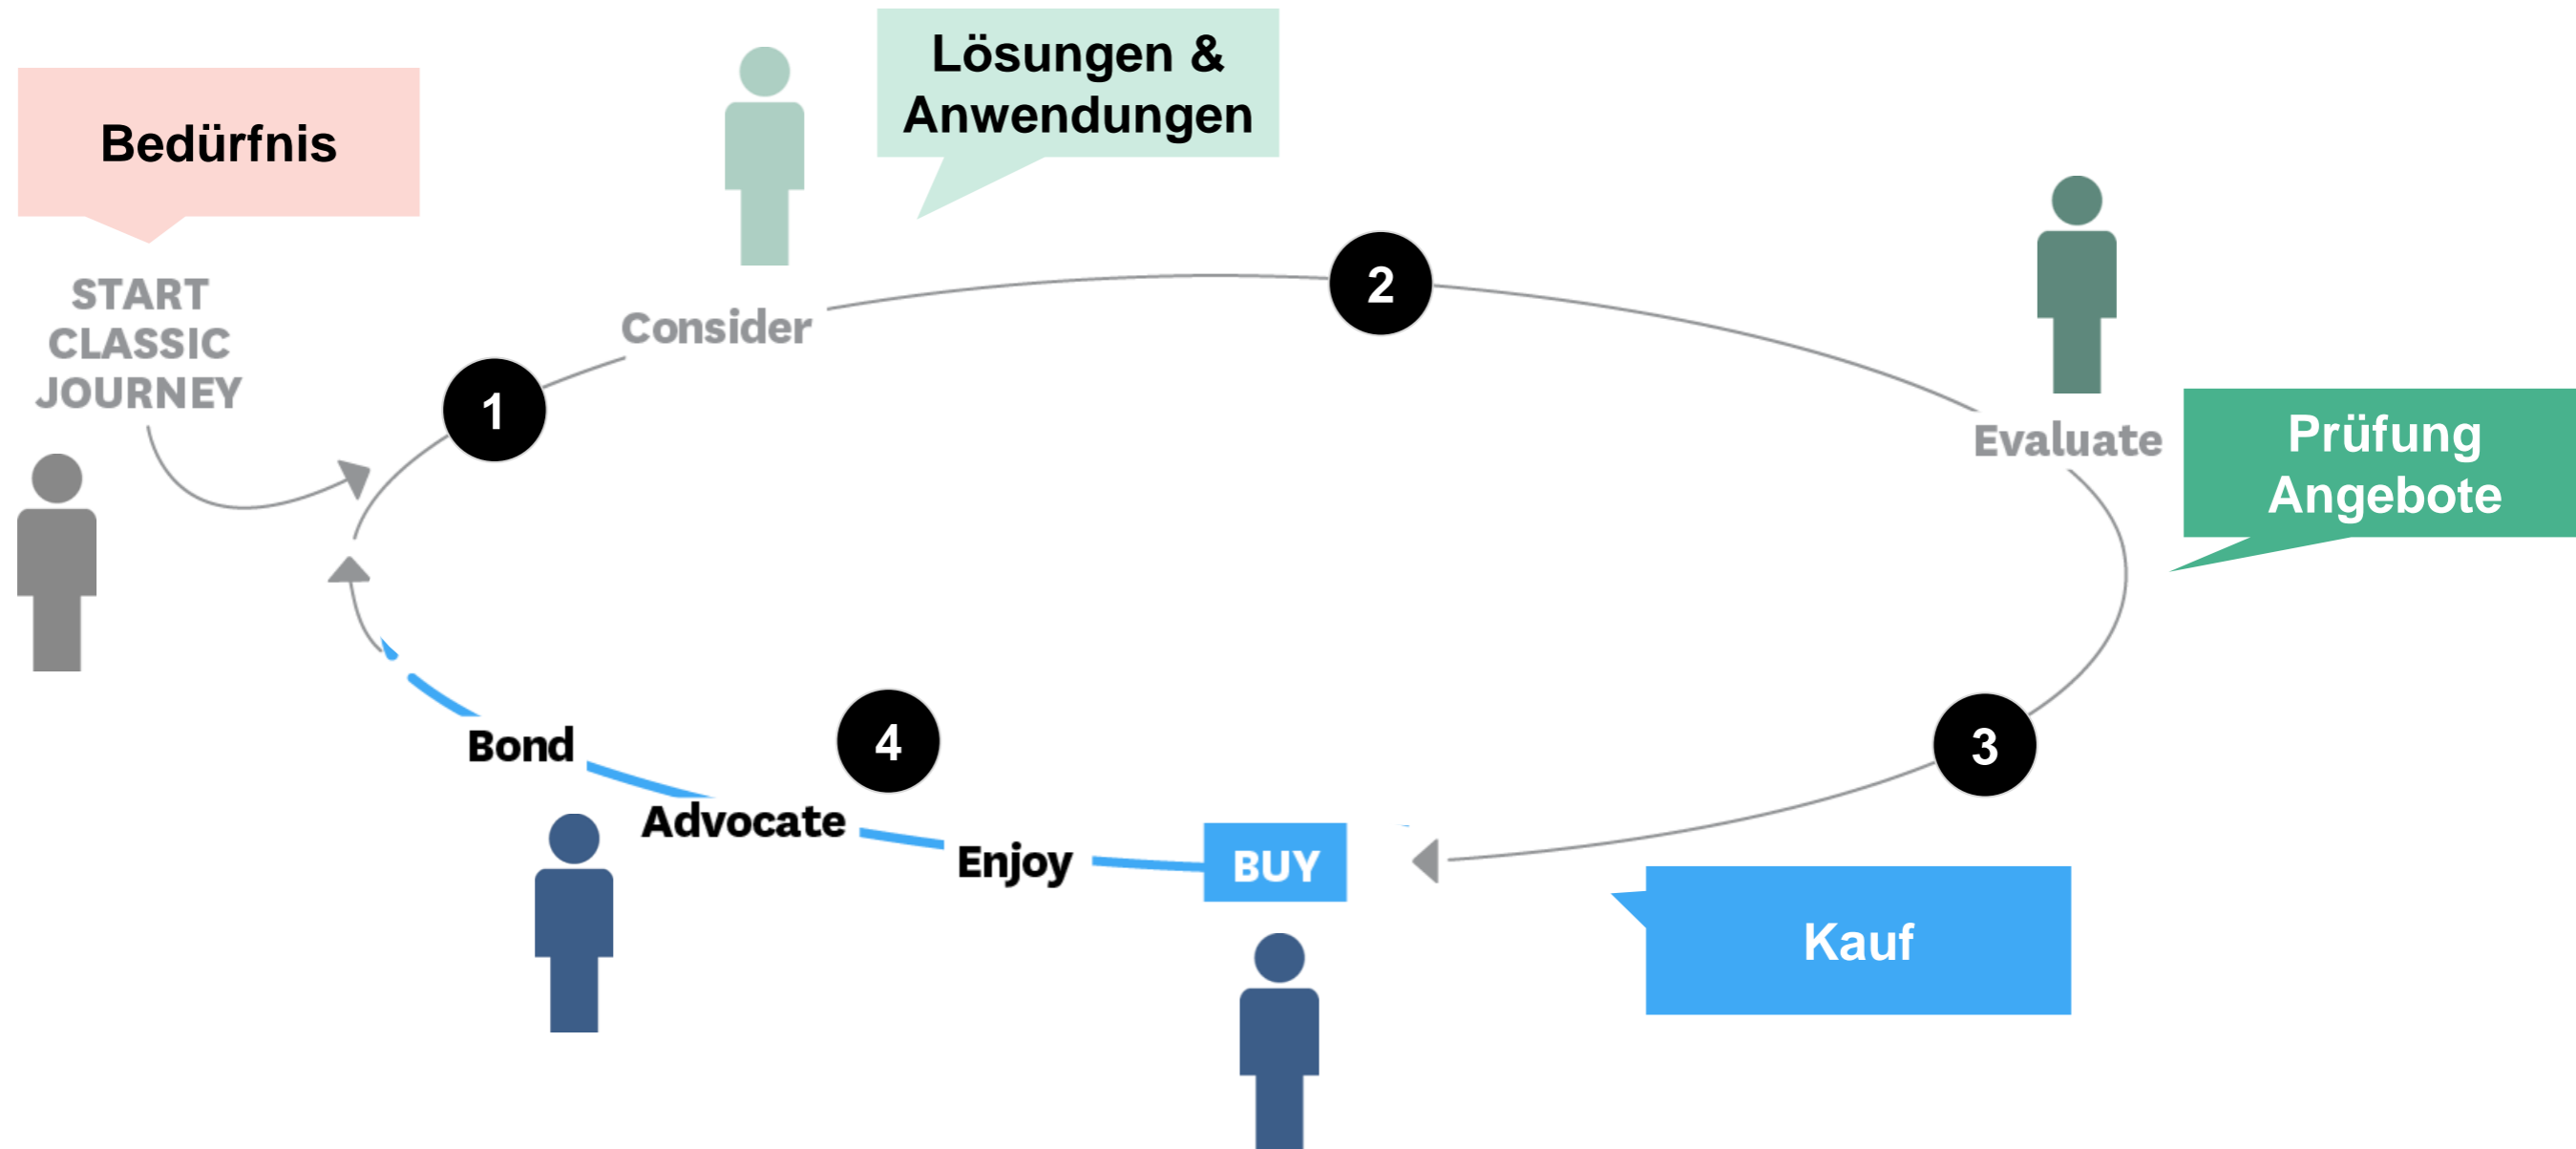 Lösungen &
Anwendungen
Bedürfnis
START
CLASSIC
JOURNEY
Consider
1
2
Evaluate
Prüfung
Angebote
3
4
Bond
Advocate
Enjoy
BUY
Kauf